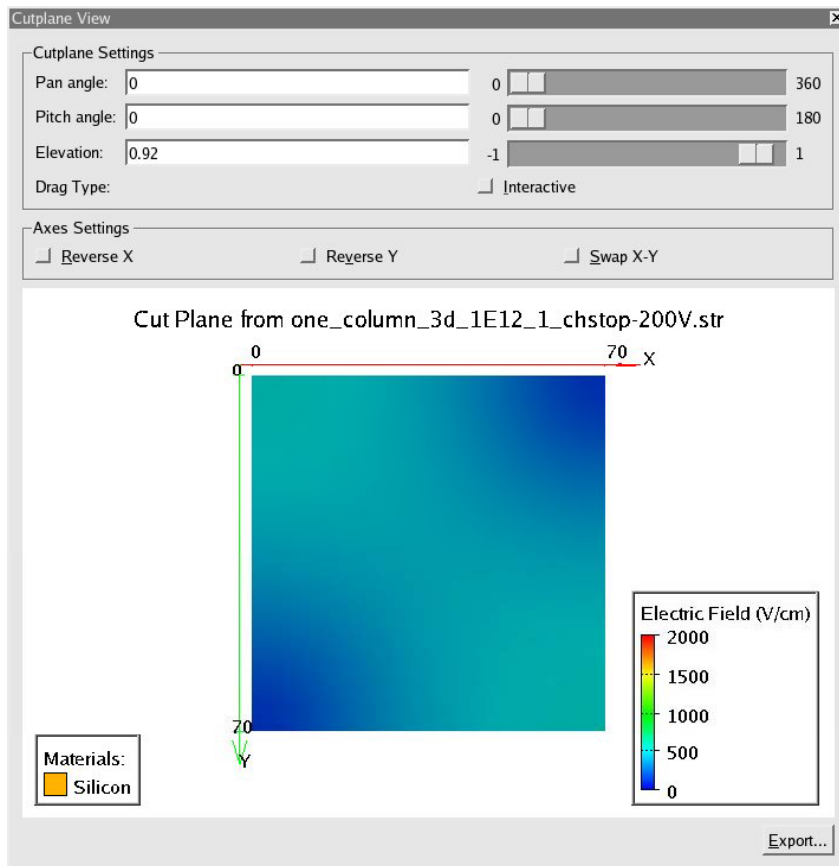 Cutplane View
Cutplane Settings
Pan angle: 0 0 360
Pitch angle: 0 0 180
Elevation: 0.92 -1 1
Drag Type: Interactive
Axes Settings
Reverse X Reverse Y Swap X-Y
Cut Plane from one_column_3d_1E12_1_chstop-200V.str
0 70 X
0
70
Y
Electric Field (V/cm)
2000
1500
1000
500
0
Materials:
Silicon
Export...